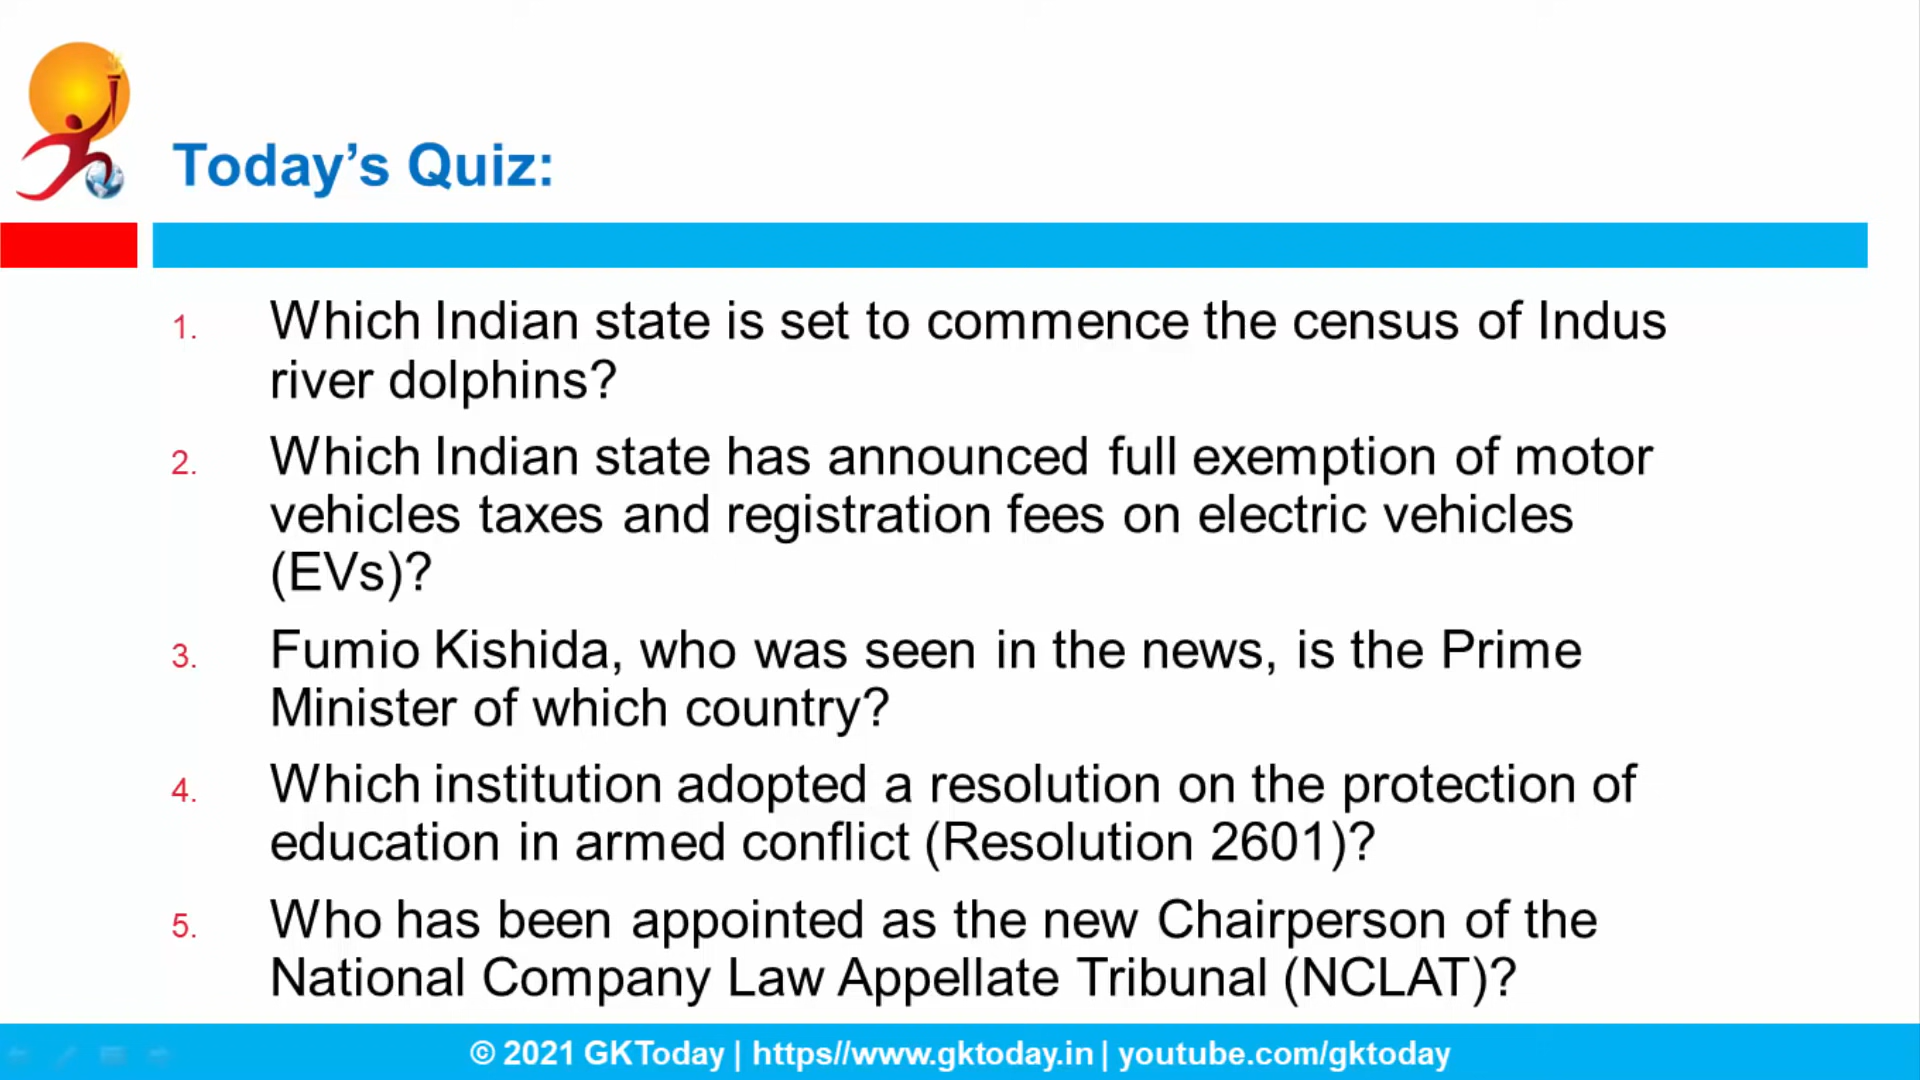 Today’s Quiz:
1. Which Indian state is set to commence the census of Indus
river dolphins?
2. Which Indian state has announced full exemption of motor
vehicles taxes and registration fees on electric vehicles
(EVs)?
3. Fumio Kishida, who was seen in the news, is the Prime
Minister of which country?
4. Which institution adopted a resolution on the protection of
education in armed conflict (Resolution 2601)?
5. Who has been appointed as the new Chairperson of the
National Company Law Appellate Tribunal (NCLAT)?
© 2021 GKToday | https//www.gktoday.in | youtube.com/gktoday